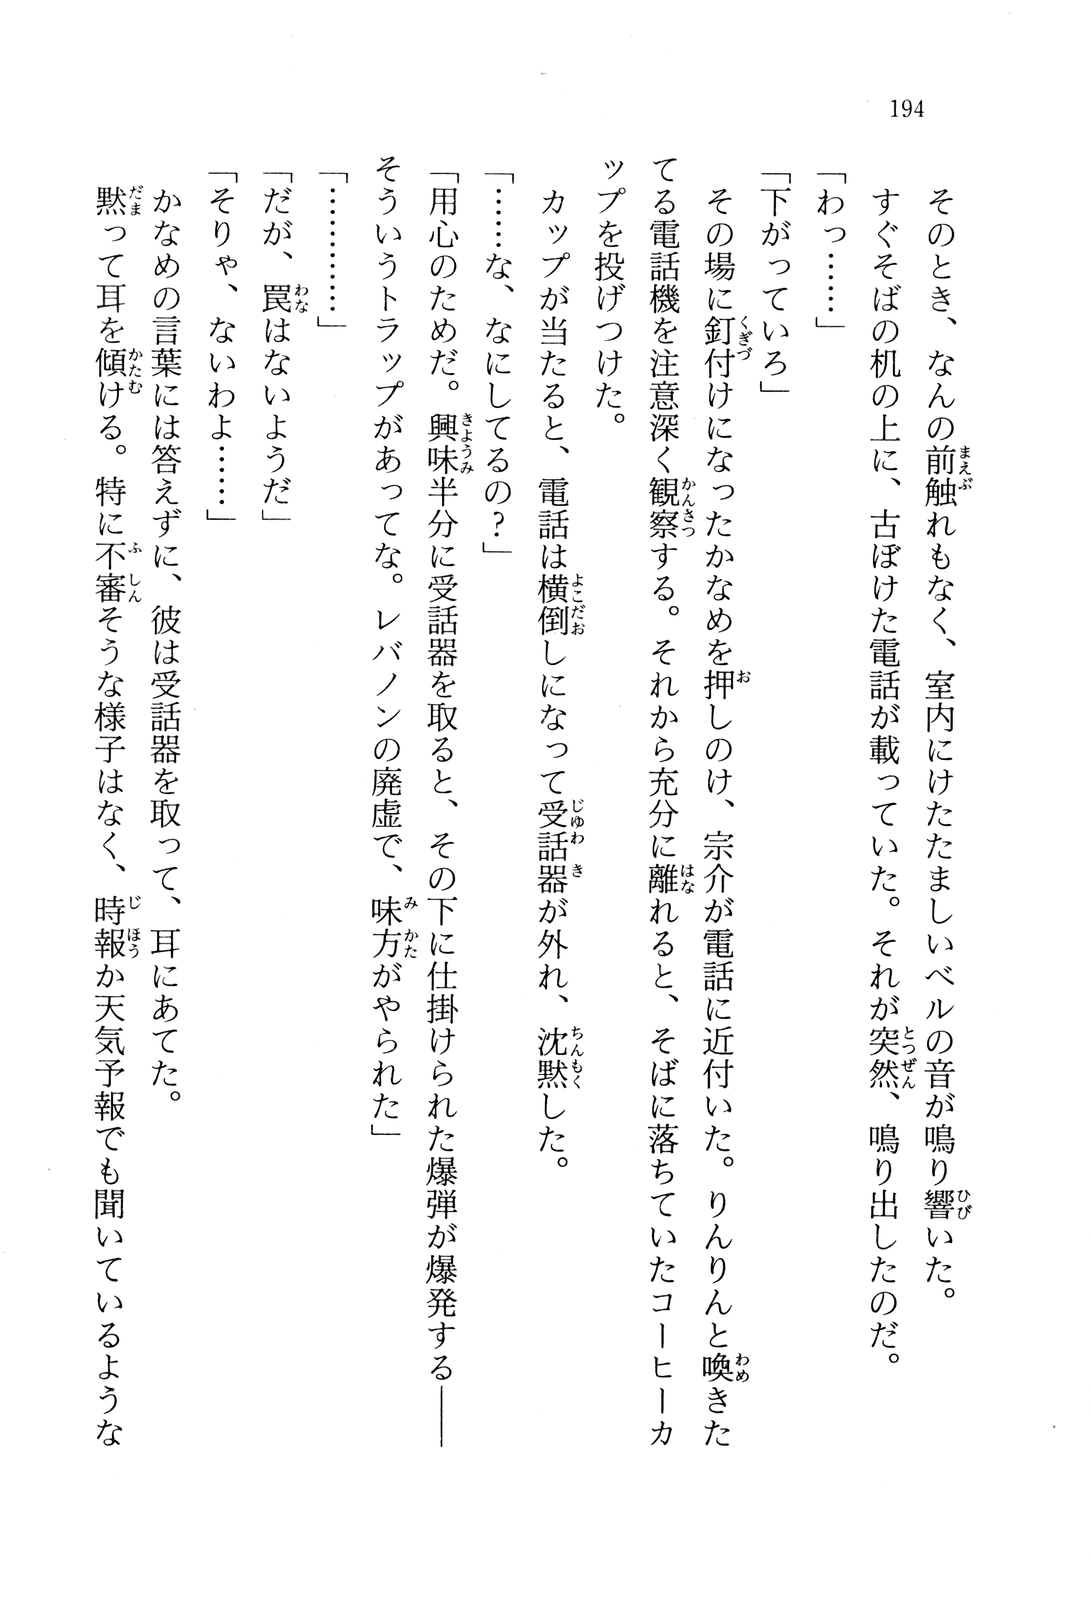 194
そのとき、なんの前触れもなく、室内にけたたましいベルの音が鳴り響いた。
すぐそばの机の上に、古ぼけた電話が載っていた。それが突然、鳴り出したのだ。
「わっ……」
「下がっていろ」
その場に釘付けになったかなめを押しのけ、宗介が電話に近付いた。りんりんと喚きた
てる電話機を注意深く観察する。それから充分に離れると、そばに落ちていたコーヒーカ
ップを投げつけた。
カップが当たると、電話は横倒しになって受話器が外れ、沈黙した。
「……な、なにしてるの？」
「用心のためだ。興味半分に受話器を取ると、その下に仕掛けられた爆弾が爆発する――
そういうトラップがあってな。レバノンの廃虚で、味方がやられた」
「…………」
「だが、罠はないようだ」
「そりゃ、ないわよ……」
かなめの言葉には答えずに、彼は受話器を取って、耳にあてた。
黙って耳を傾ける。特に不審そうな様子はなく、時報か天気予報でも聞いているような